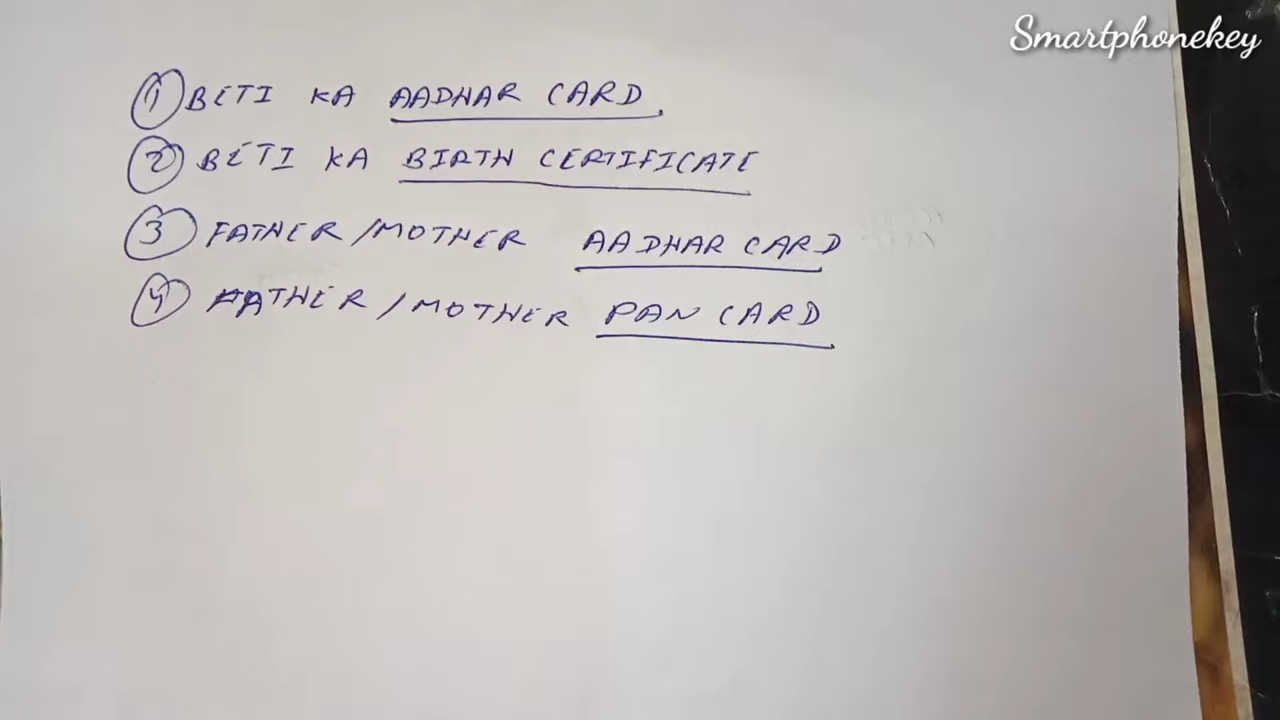 Smartphonekey
1 BETI KA AADHAR CARD.
2 BETI KA BIRTH CERTIFICATE
3 FATHER/MOTHER AADHAR CARD
4 FATHER/MOTHER PAN CARD